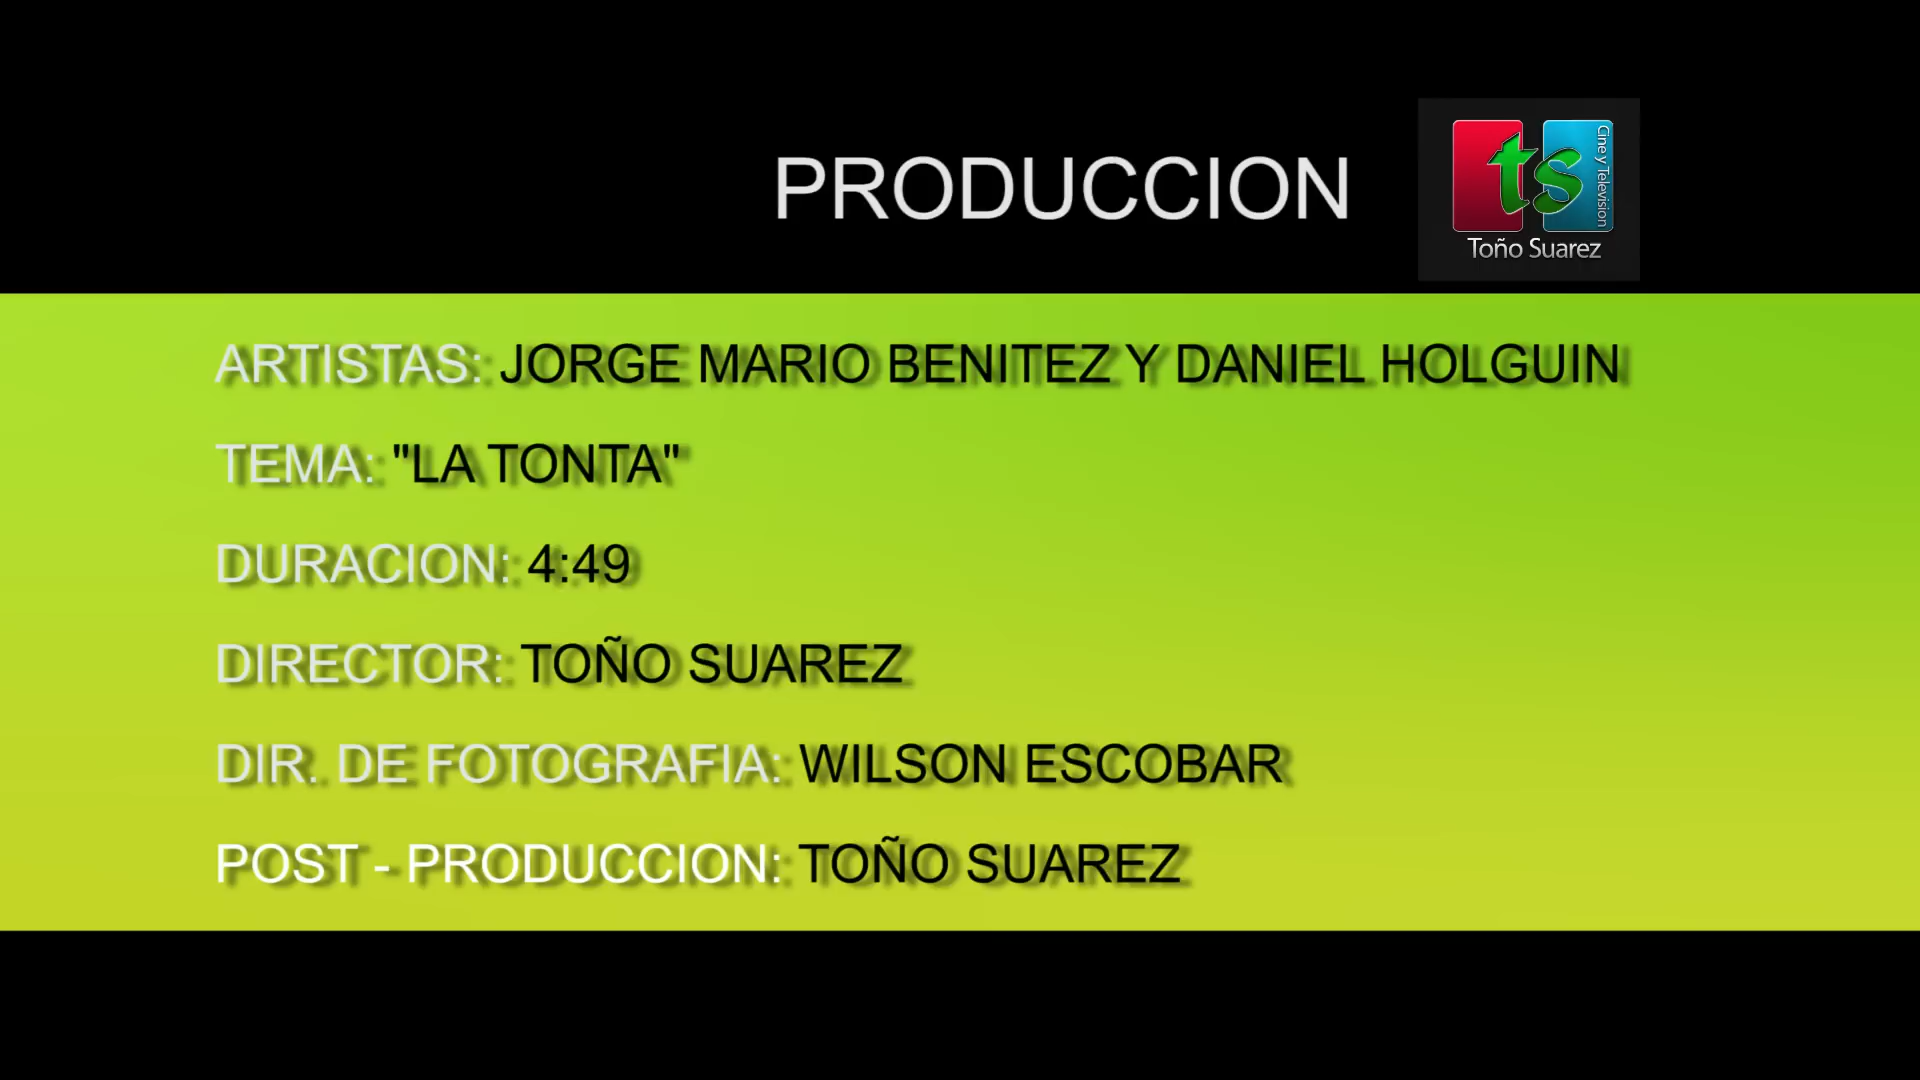 PRODUCCION
ts
Cine y Television
Toño Suarez
ARTISTAS: JORGE MARIO BENITEZ Y DANIEL HOLGUIN
TEMA: "LA TONTA"
DURACION: 4:49
DIRECTOR: TOÑO SUAREZ
DIR. DE FOTOGRAFIA: WILSON ESCOBAR
POST - PRODUCCION: TOÑO SUAREZ